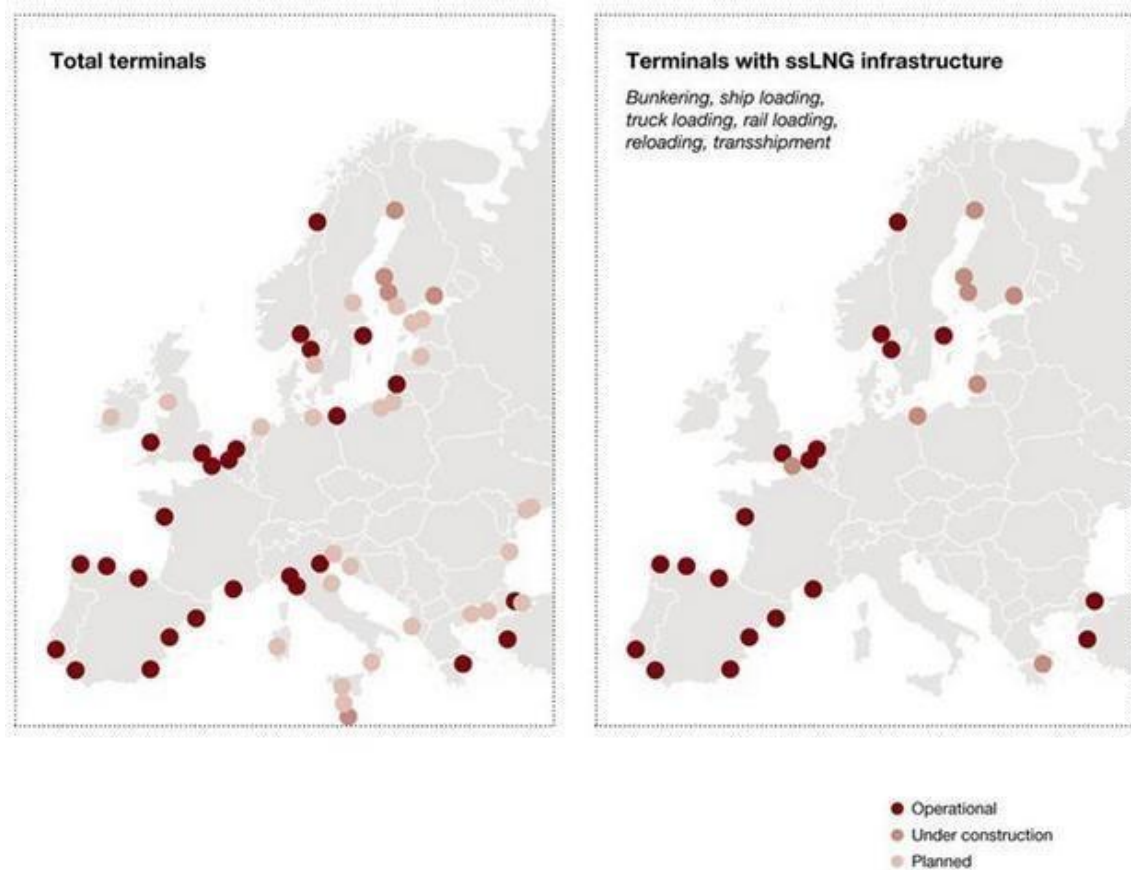 Total terminals
Terminals with ssLNG infrastructure
Bunkering, ship loading,
truck loading, rail loading,
reloading, transshipment
Operational
Under construction
Planned